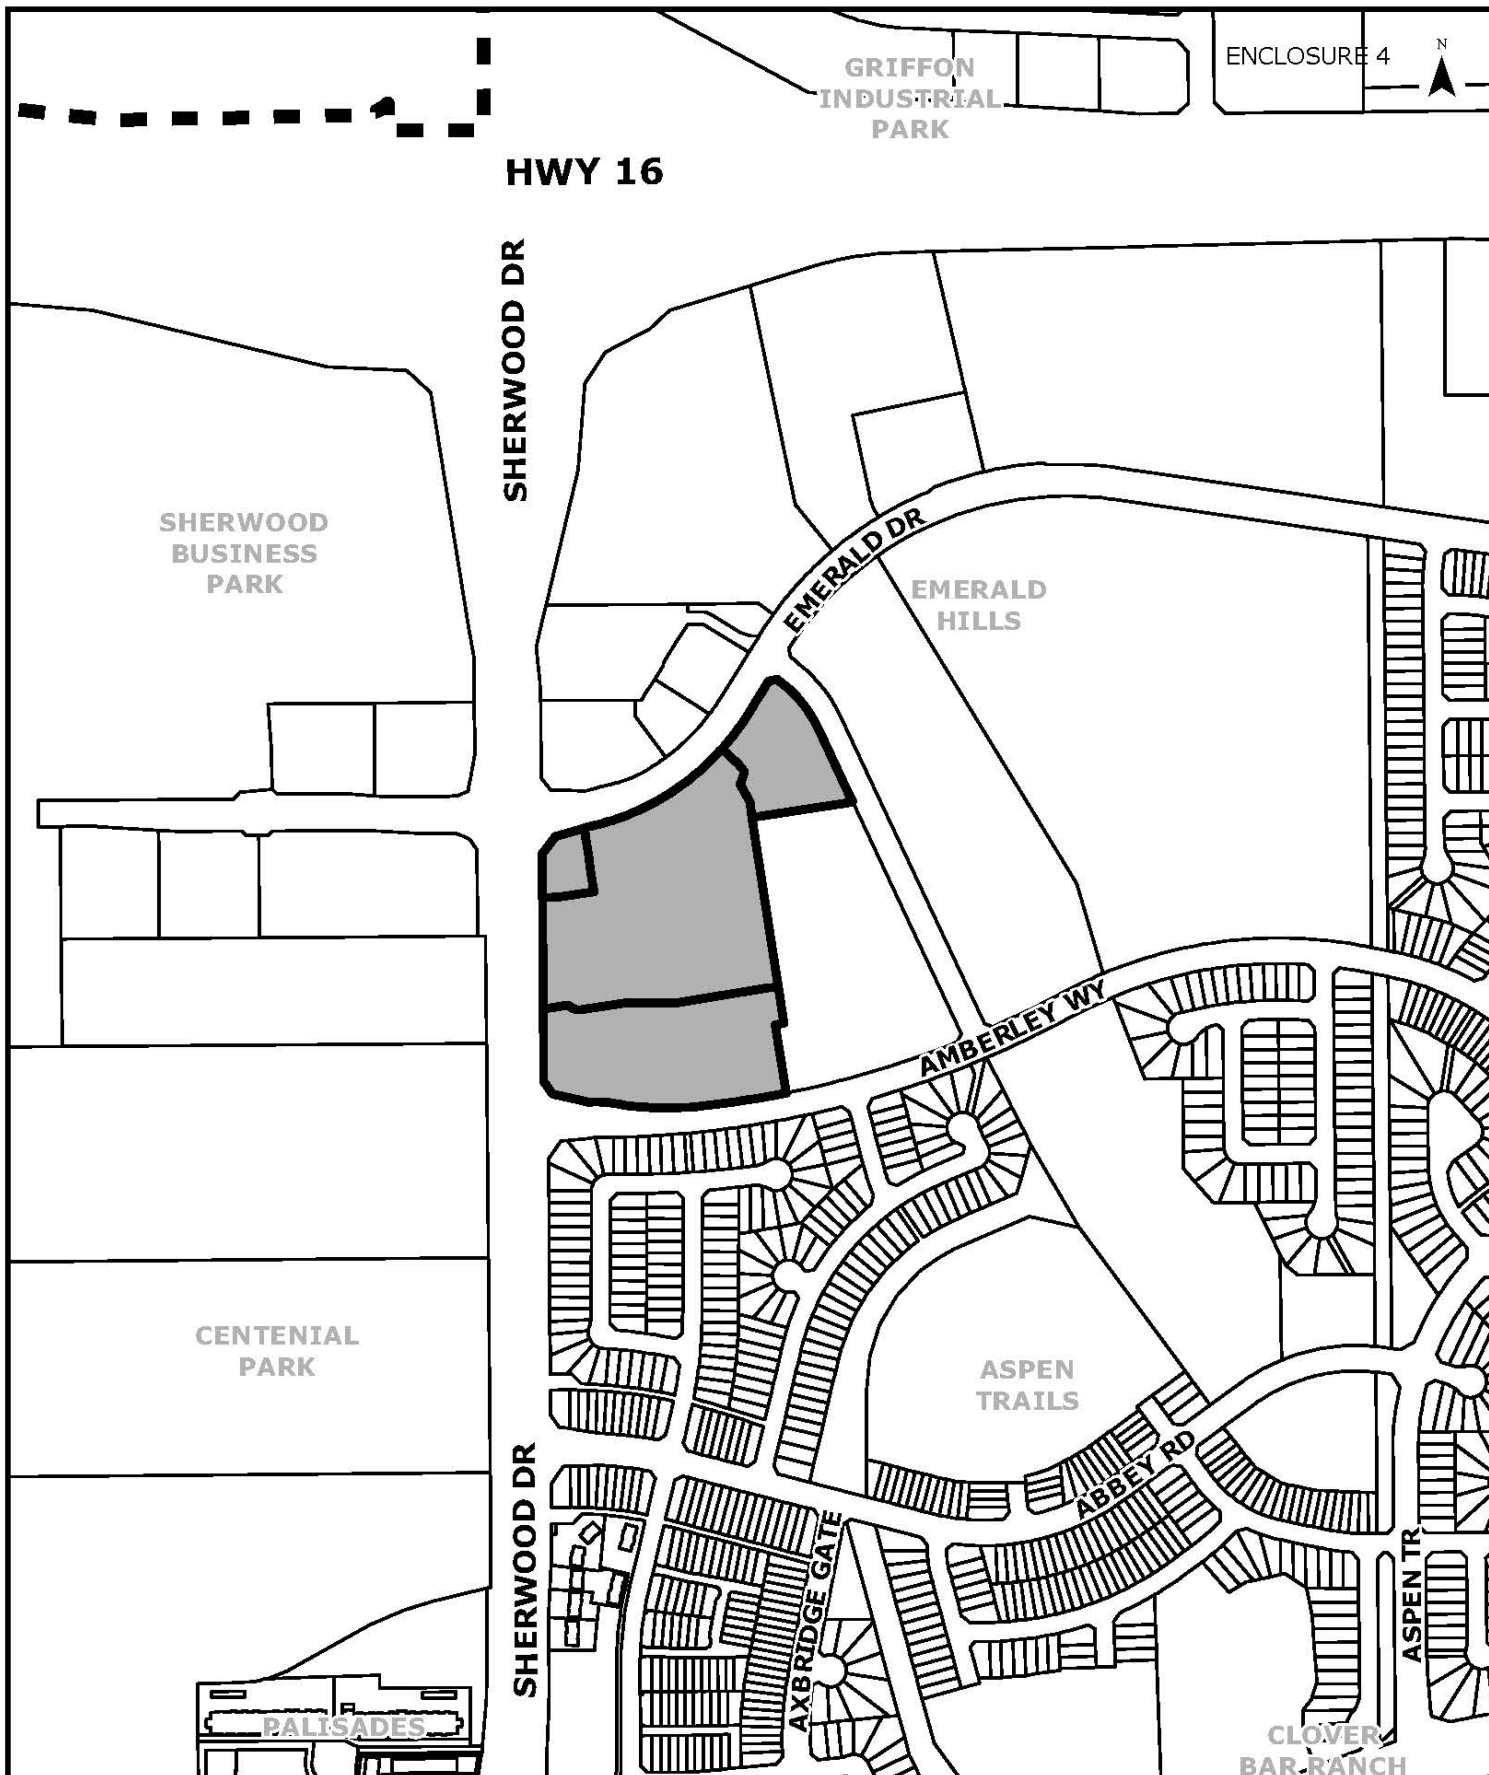 ENCLOSURE 4
N
GRIFFON
INDUSTRIAL
PARK
HWY 16
SHERWOOD DR
SHERWOOD
BUSINESS
PARK
EMERALD DR
EMERALD
HILLS
AMBERLEY WY
CENTENIAL
PARK
ASPEN
TRAILS
ABBEY RD
SHERWOOD DR
AXBRIDGE GATE
ASPEN TR
PALISADES
CLOVER
BAR RANCH